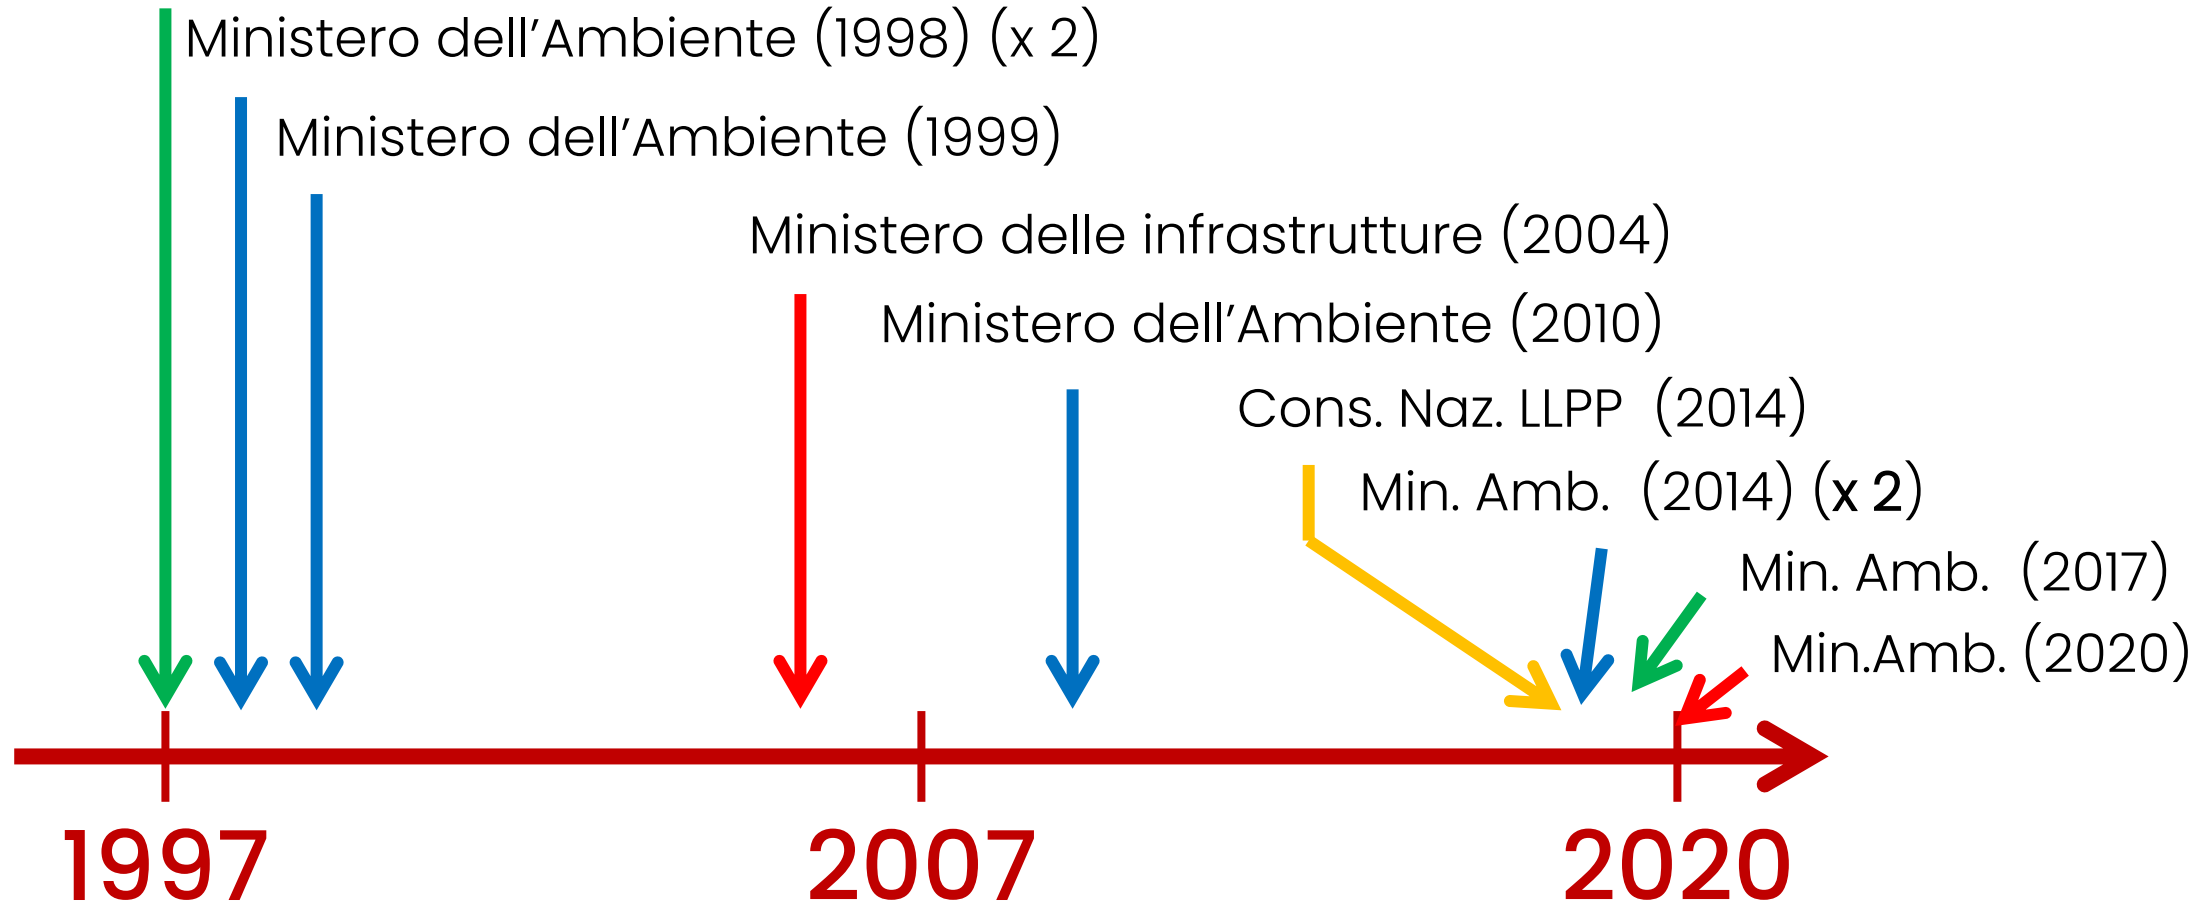 Ministero dell’Ambiente (1998) (x 2)
Ministero dell’Ambiente (1999)
Ministero delle infrastrutture (2004)
Ministero dell’Ambiente (2010)
Cons. Naz. LLPP (2014)
Min. Amb. (2014) (x 2)
Min. Amb. (2017)
Min.Amb. (2020)
1997 2007 2020